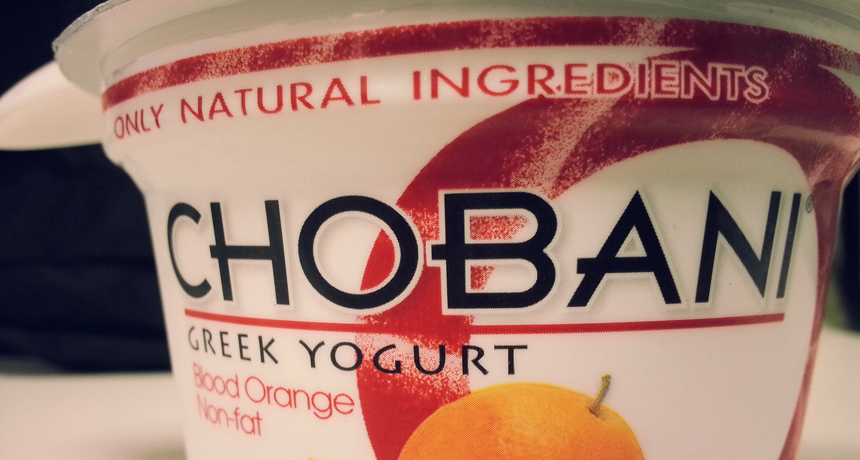 ONLY NATURAL INGREDIENTS
CHOBANI®
GREEK YOGURT
Blood Orange
Non-fat